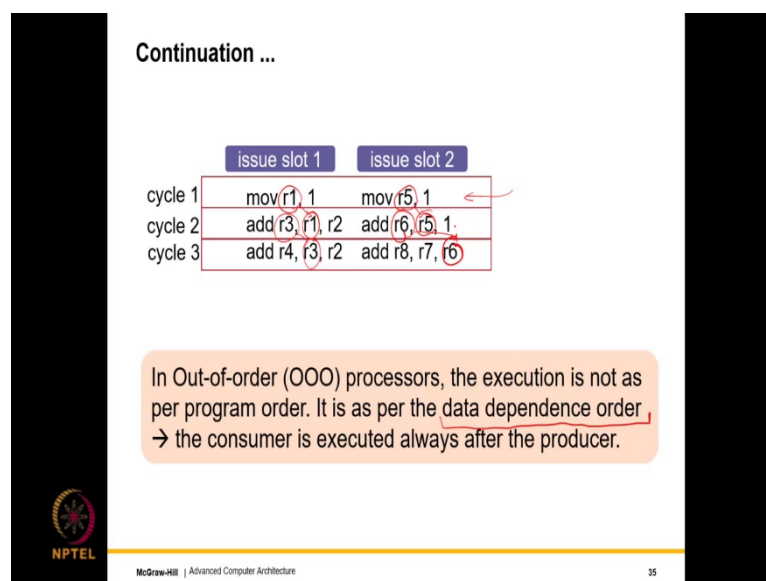 Continuation ...
issue slot 1 issue slot 2
cycle 1 mov r1, 1 mov r5, 1
cycle 2 add r3, r1, r2 add r6, r5, 1
cycle 3 add r4, r3, r2 add r8, r7, r6
In Out-of-order (OOO) processors, the execution is not as
per program order. It is as per the data dependence order
→ the consumer is executed always after the producer.
NPTEL
McGraw-Hill | Advanced Computer Architecture 35